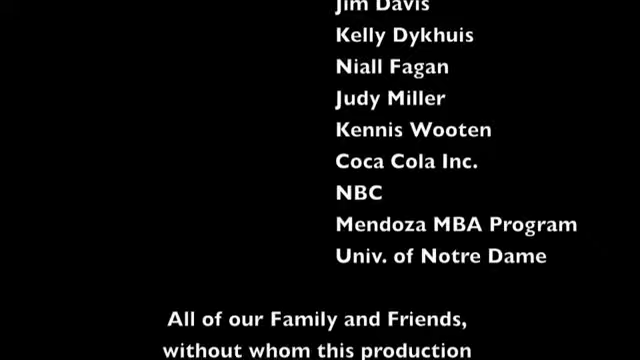 Jim Davis
Kelly Dykhuis
Niall Fagan
Judy Miller
Kennis Wooten
Coca Cola Inc.
NBC
Mendoza MBA Program
Univ. of Notre Dame
All of our Family and Friends,
without whom this production